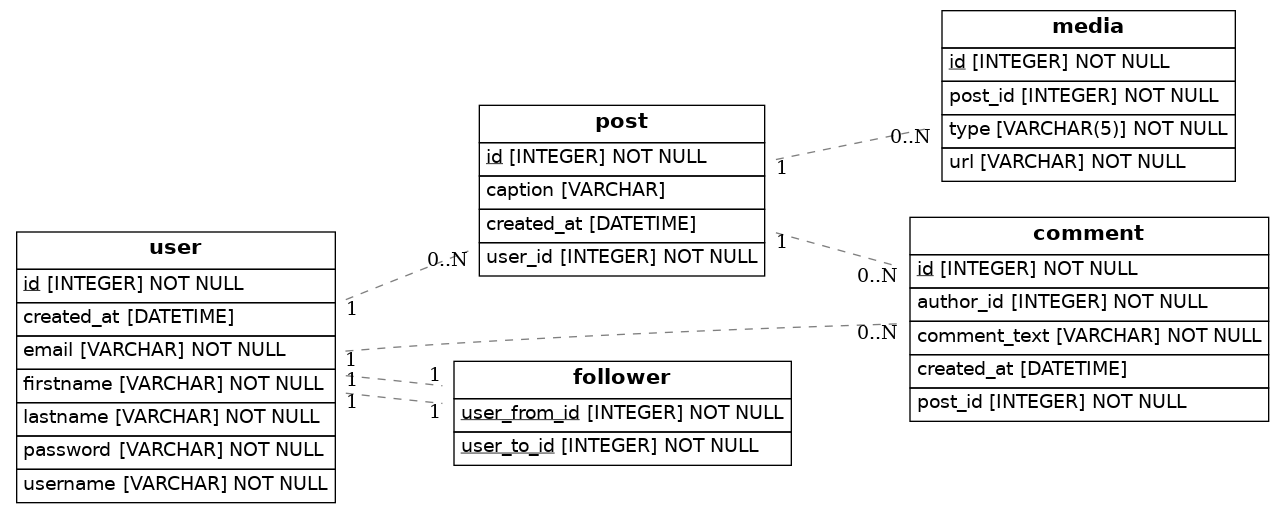 user
id [INTEGER] NOT NULL
created_at [DATETIME]
email [VARCHAR] NOT NULL
firstname [VARCHAR] NOT NULL
lastname [VARCHAR] NOT NULL
password [VARCHAR] NOT NULL
username [VARCHAR] NOT NULL
1
0..N
1
0..N
1
1
1
1
post
id [INTEGER] NOT NULL
caption [VARCHAR]
created_at [DATETIME]
user_id [INTEGER] NOT NULL
1
0..N
1
0..N
follower
user_from_id [INTEGER] NOT NULL
user_to_id [INTEGER] NOT NULL
media
id [INTEGER] NOT NULL
post_id [INTEGER] NOT NULL
type [VARCHAR(5)] NOT NULL
url [VARCHAR] NOT NULL
comment
id [INTEGER] NOT NULL
author_id [INTEGER] NOT NULL
comment_text [VARCHAR] NOT NULL
created_at [DATETIME]
post_id [INTEGER] NOT NULL